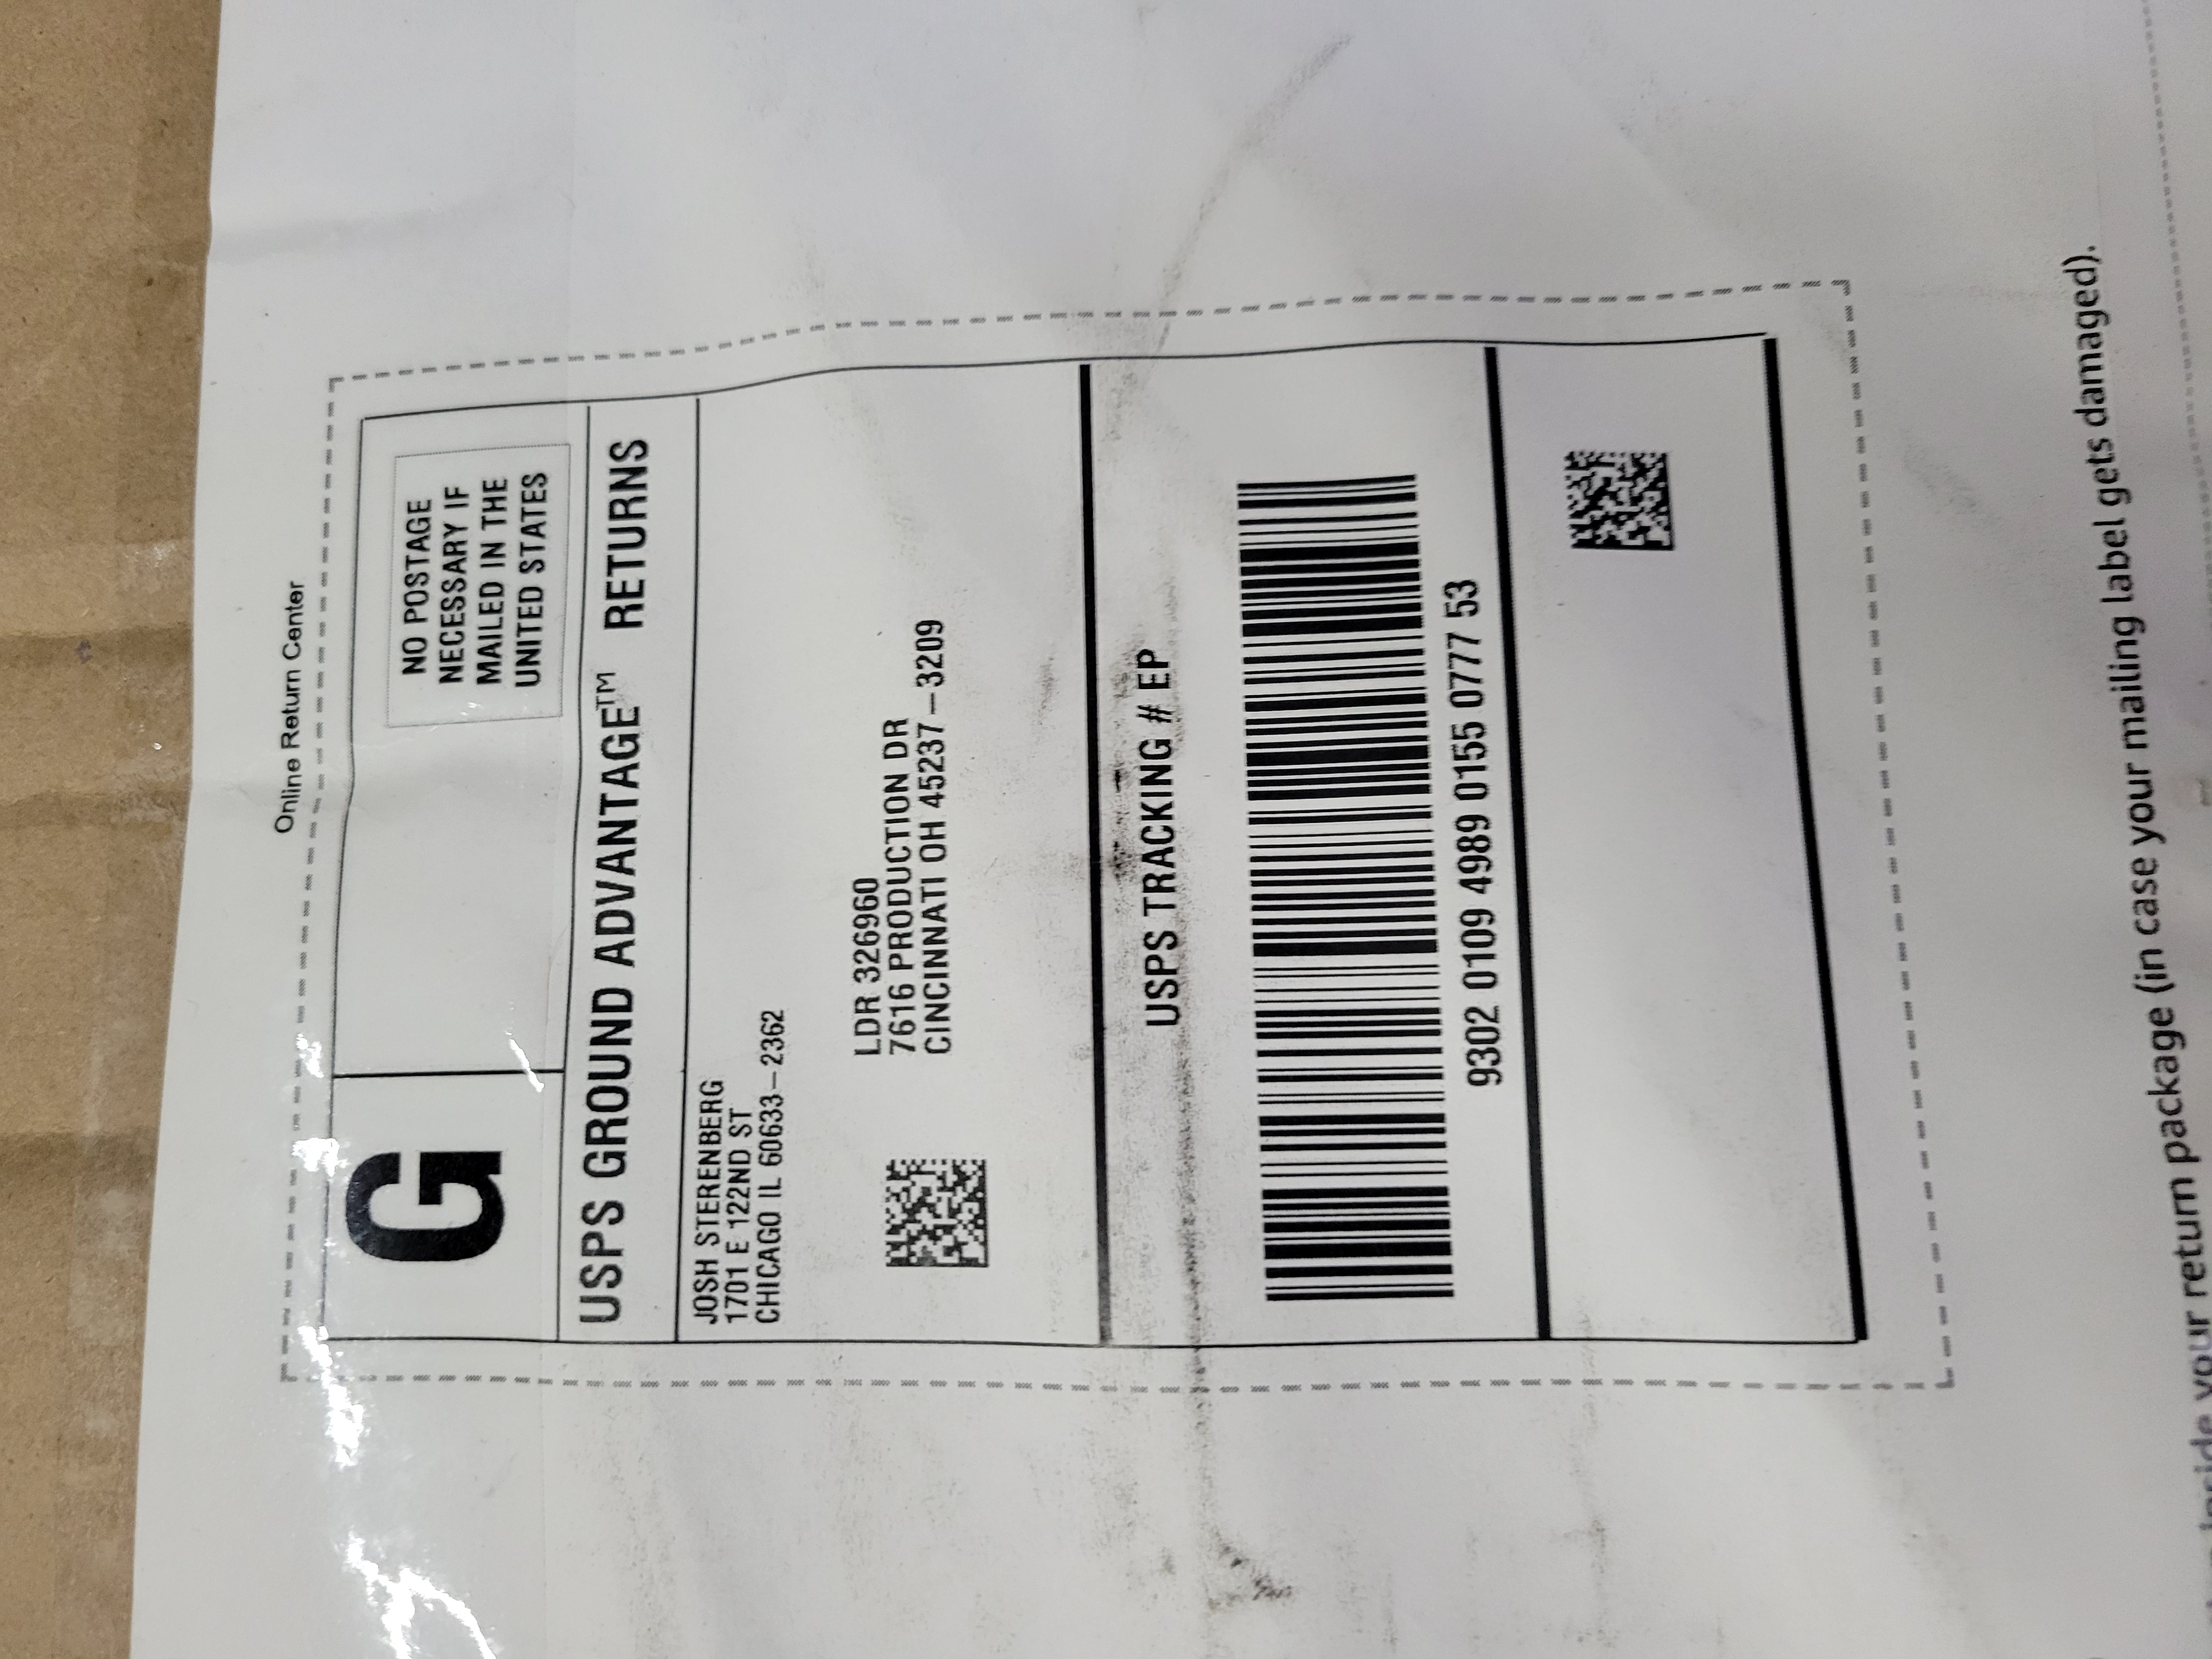 Online Return Center
G
NO POSTAGE
NECESSARY IF
MAILED IN THE
UNITED STATES
USPS GROUND ADVANTAGE™ RETURNS
JOSH STERENBERG
1701 E 122ND ST
CHICAGO IL 60633-2362
LDR 326960
7616 PRODUCTION DR
CINCINNATI OH 45237-3209
USPS TRACKING # EP
9302 0109 4989 0155 0777 53
inside your return package (in case your mailing label gets damaged).